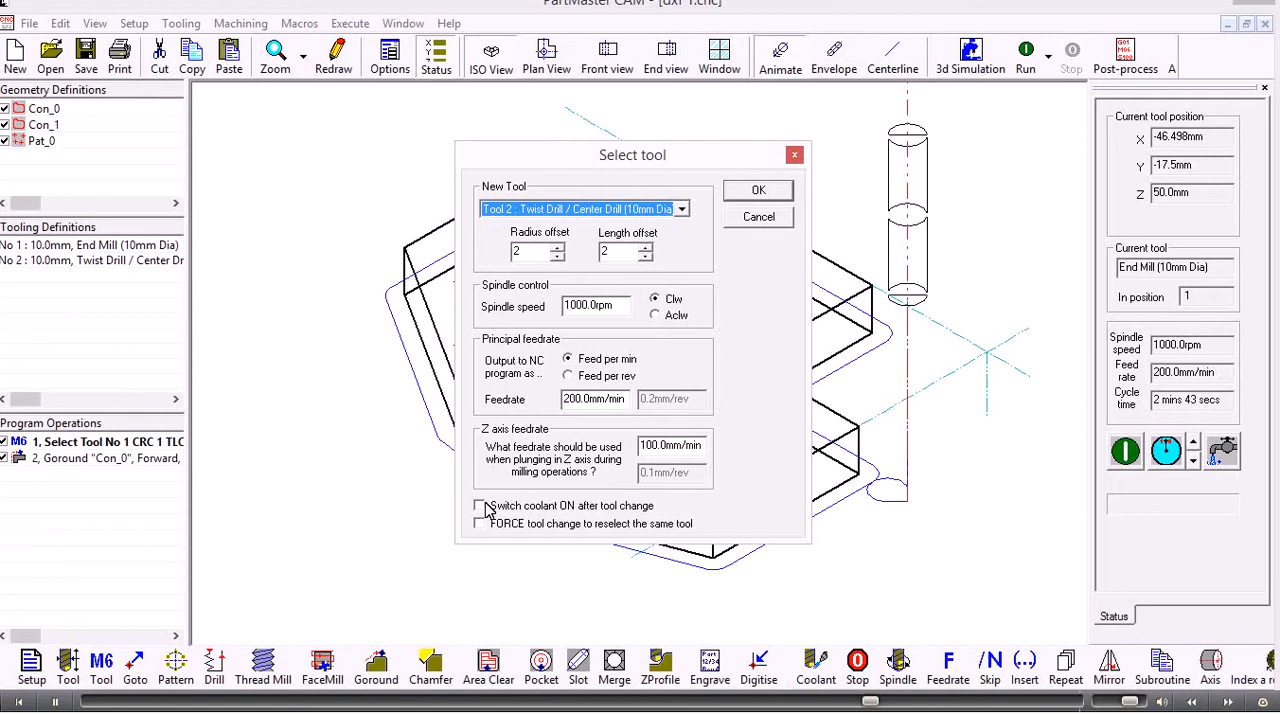 PartMaster CAM - [dxf 1.cnc]
File Edit View Setup Tooling Machining Macros Execute Window Help
New Open Save Print Cut Copy Paste Zoom Redraw Options Status ISO View Plan View Front view End view Window Animate Envelope Centerline 3d Simulation Run Stop Post-process A
Geometry Definitions
Con_0
Con_1
Pat_0
Tooling Definitions
No 1 : 10.0mm, End Mill (10mm Dia)
No 2 : 10.0mm, Twist Drill / Center Dr
Program Operations
M6 1, Select Tool No 1 CRC 1 TLC
2, Goround "Con_0", Forward,
Select tool
New Tool
Tool 2 : Twist Drill / Center Drill (10mm Dia
Radius offset Length offset
2 2
OK
Cancel
Spindle control
Spindle speed 1000.0rpm Clw
Aclw
Principal feedrate
Output to NC program as .. Feed per min
Feed per rev
Feedrate 200.0mm/min 0.2mm/rev
Z axis feedrate
What feedrate should be used 100.0mm/min
when plunging in Z axis during
milling operations ? 0.1mm/rev
Switch coolant ON after tool change
FORCE tool change to reselect the same tool
Current tool position
X -46.498mm
Y -17.5mm
Z 50.0mm
Current tool
End Mill (10mm Dia)
In position 1
Spindle speed 1000.0rpm
Feed rate 200.0mm/min
Cycle time 2 mins 43 secs
Status
Setup Tool M6 Tool Goto Pattern Drill Thread Mill FaceMill Goround Chamfer Area Clear Pocket Slot Merge ZProfile Part 12/34 Engrave Digitise Coolant Stop Spindle F Feedrate /N Skip (...) Insert Repeat Mirror Subroutine Axis Index a r